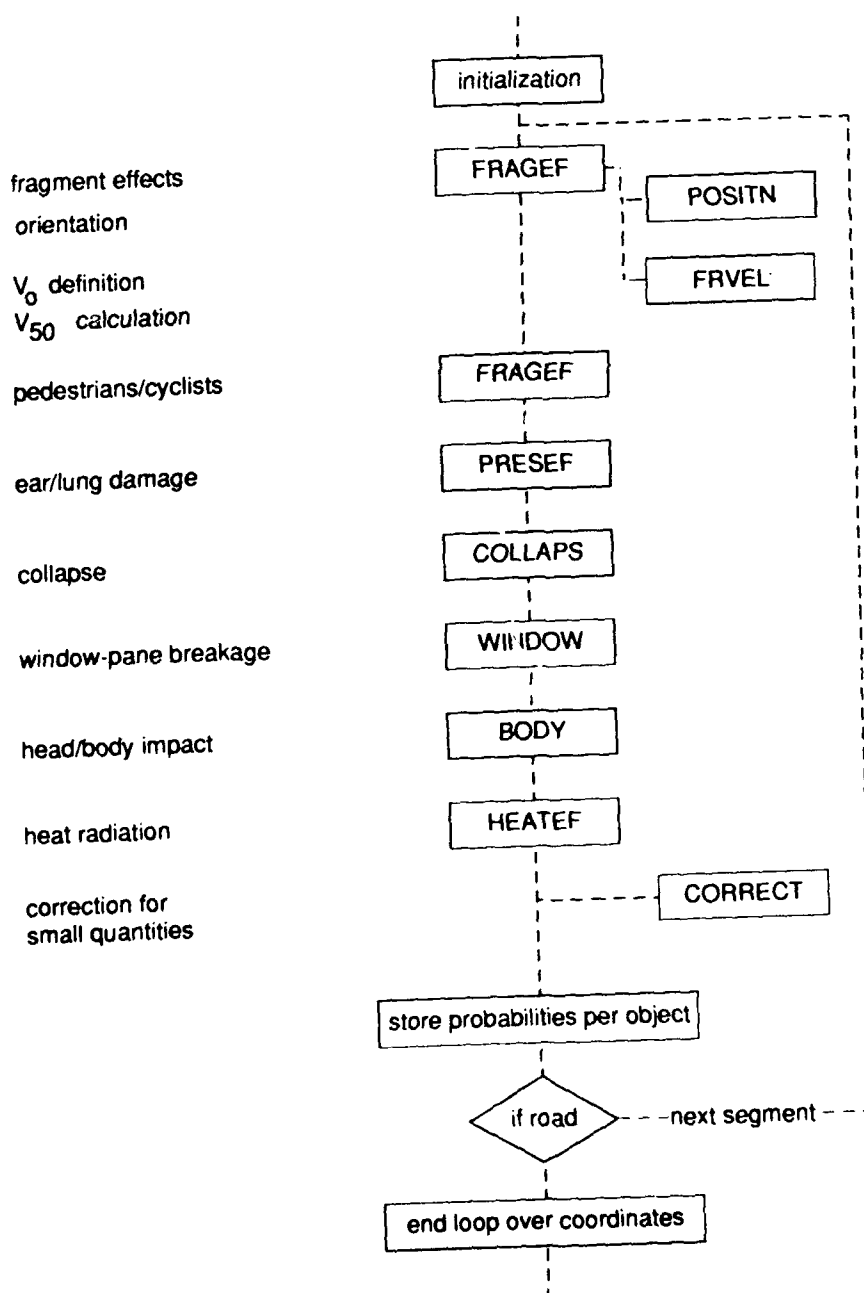 initialization
fragment effects
FRAGEF
orientation
POSITN
V₀ definition
FRVEL
V₅₀ calculation
pedestrians/cyclists
FRAGEF
ear/lung damage
PRESEF
collapse
COLLAPS
window-pane breakage
WINDOW
head/body impact
BODY
heat radiation
HEATEF
correction for
small quantities
CORRECT
store probabilities per object
if road
next segment
end loop over coordinates